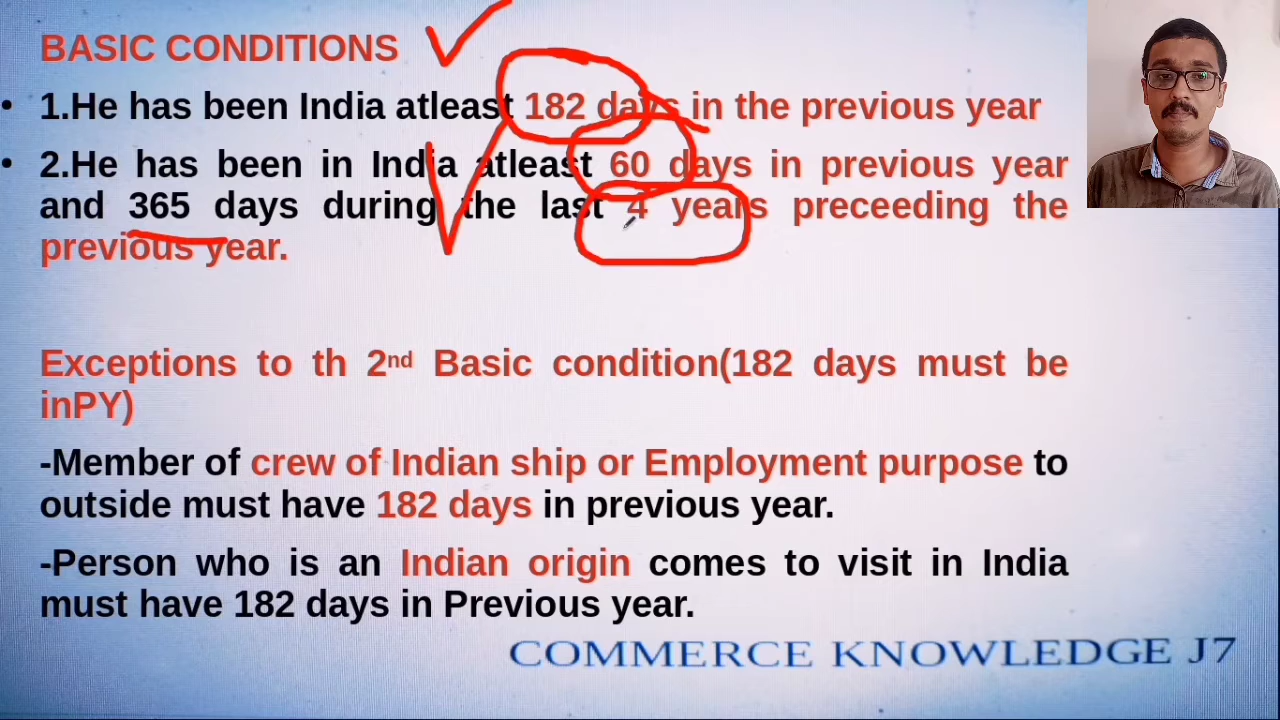 BASIC CONDITIONS
• 1.He has been India atleast 182 days in the previous year
• 2.He has been in India atleast 60 days in previous year
and 365 days during the last 4 years preceeding the
previous year.
Exceptions to th 2nd Basic condition(182 days must be
inPY)
-Member of crew of Indian ship or Employment purpose to
outside must have 182 days in previous year.
-Person who is an Indian origin comes to visit in India
must have 182 days in Previous year.
COMMERCE KNOWLEDGE J7